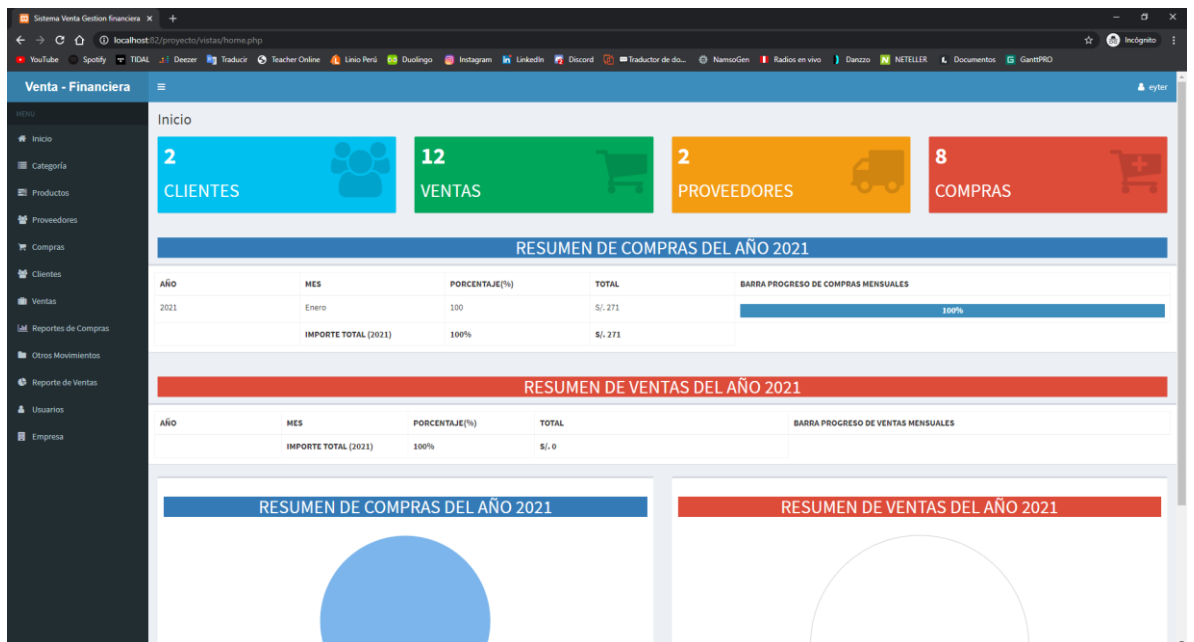 Sistema Venta Gestion financiera
localhost:82/proyecto/vistas/home.php
Incógnito
YouTube Spotify TIDAL Deezer Traducir Teacher Online Linio Perú Duolingo Instagram LinkedIn Discord Traductor de do... NamsoGen Radios en vivo Danzzo NETELLER Documentos GanttPRO
Venta - Financiera
eyter
MENU
Inicio
Categoría
Productos
Proveedores
Compras
Clientes
Ventas
Reportes de Compras
Otros Movimientos
Reporte de Ventas
Usuarios
Empresa
Inicio
2
CLIENTES
12
VENTAS
2
PROVEEDORES
8
COMPRAS
RESUMEN DE COMPRAS DEL AÑO 2021
AÑO MES PORCENTAJE(%) TOTAL BARRA PROGRESO DE COMPRAS MENSUALES
2021 Enero 100 S/. 271 100%
IMPORTE TOTAL (2021) 100% S/. 271
RESUMEN DE VENTAS DEL AÑO 2021
AÑO MES PORCENTAJE(%) TOTAL BARRA PROGRESO DE VENTAS MENSUALES
IMPORTE TOTAL (2021) 100% S/. 0
RESUMEN DE COMPRAS DEL AÑO 2021
RESUMEN DE VENTAS DEL AÑO 2021